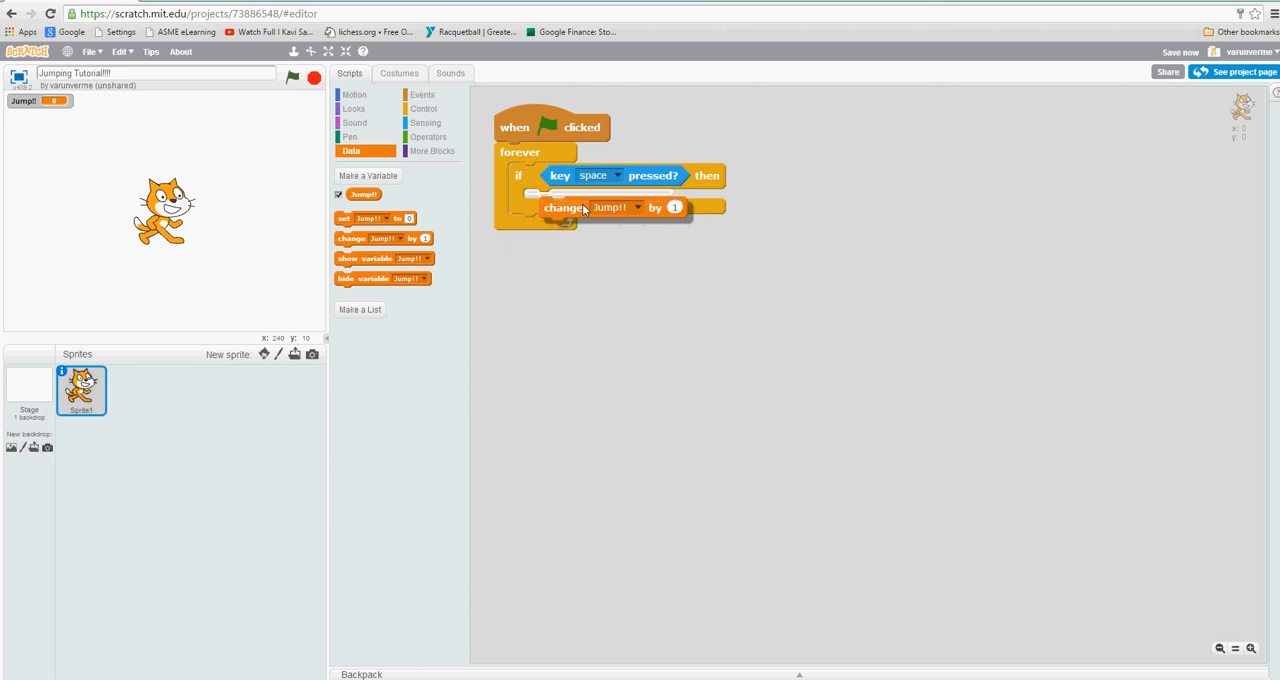 https://scratch.mit.edu/projects/73886548/#editor
Apps Google Settings ASME eLearning Watch Full I Kavi Sa... lichess.org • Free O... Racquetball | Greate... Google Finance: Sto... Other bookmarks
SCRATCH File Edit Tips About Save now varunverme
Jumping Tutorial!!!! Scripts Costumes Sounds Share See project page
v439.2 by varunverme (unshared)
Jump!! 0
Motion Events
Looks Control
Sound Sensing
Pen Operators
Data More Blocks
Make a Variable
Jump!!
set Jump!! to 0
change Jump!! by 1
show variable Jump!!
hide variable Jump!!
Make a List
when clicked
forever
if key space pressed? then
change Jump!! by 1
x: 0
y: 0
x: 240 y: 10
Sprites New sprite:
Stage
1 backdrop
Sprite1
New backdrop:
Backpack